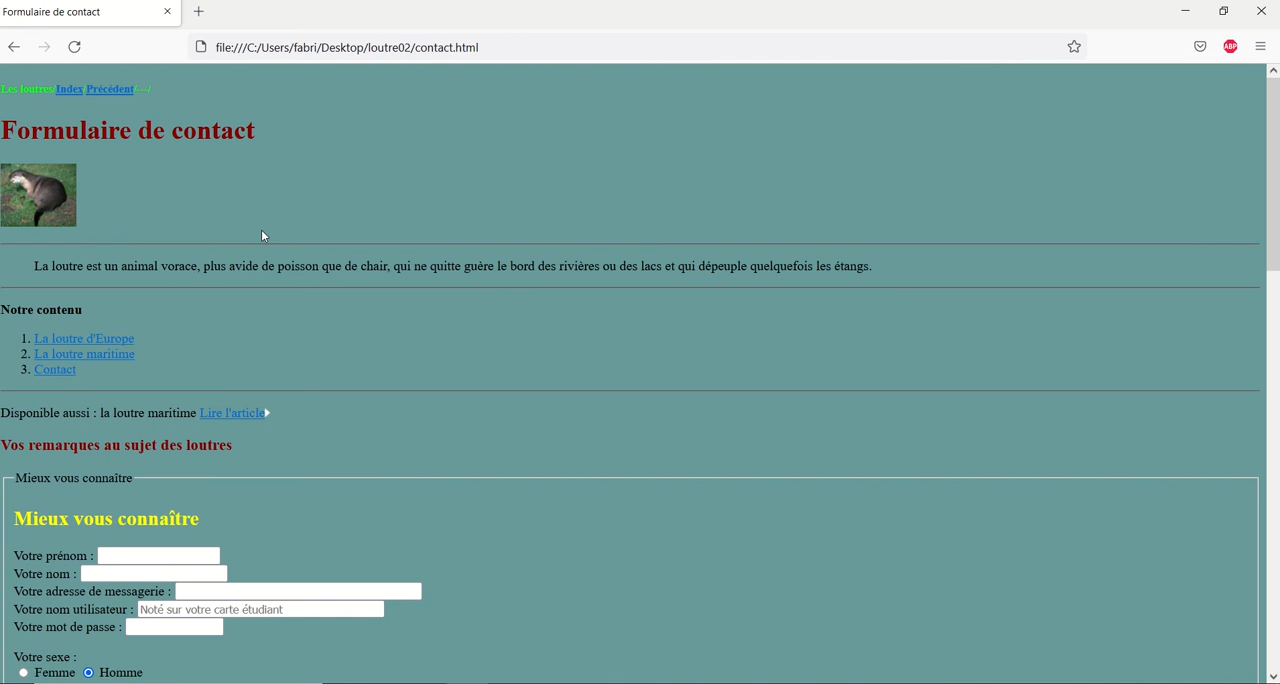 Formulaire de contact
file:///C:/Users/fabri/Desktop/loutre02/contact.html
ABP
Les loutres/Index/Précédent/---/
Formulaire de contact
La loutre est un animal vorace, plus avide de poisson que de chair, qui ne quitte guère le bord des rivières ou des lacs et qui dépeuple quelquefois les étangs.
Notre contenu
1. La loutre d'Europe
2. La loutre maritime
3. Contact
Disponible aussi : la loutre maritime Lire l'article
Vos remarques au sujet des loutres
Mieux vous connaître
Mieux vous connaître
Votre prénom :
Votre nom :
Votre adresse de messagerie :
Votre nom utilisateur : Noté sur votre carte étudiant
Votre mot de passe :
Votre sexe :
Femme Homme